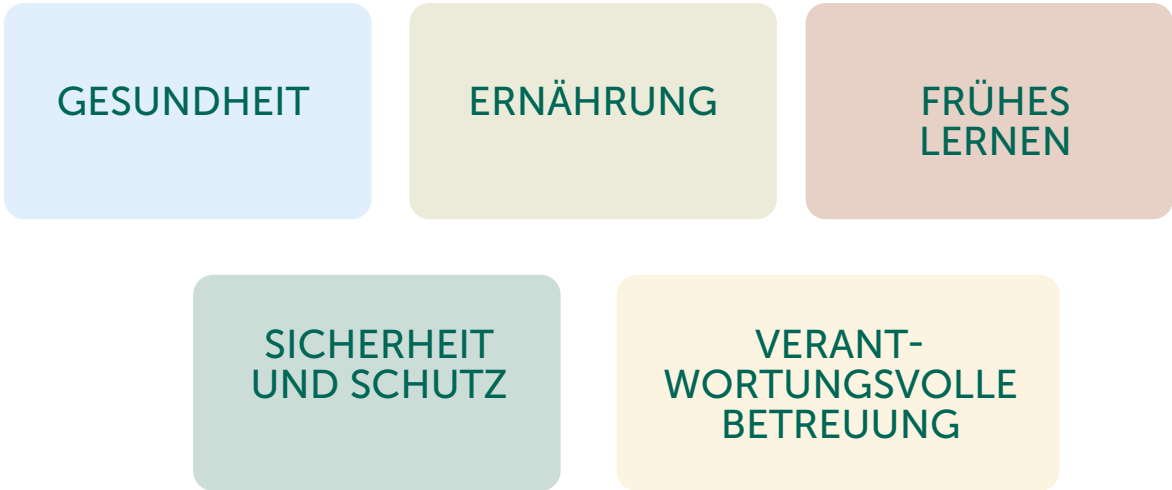 GESUNDHEIT
ERNÄHRUNG
FRÜHES
LERNEN
SICHERHEIT
UND SCHUTZ
VERANT-
WORTUNGSVOLLE
BETREUUNG